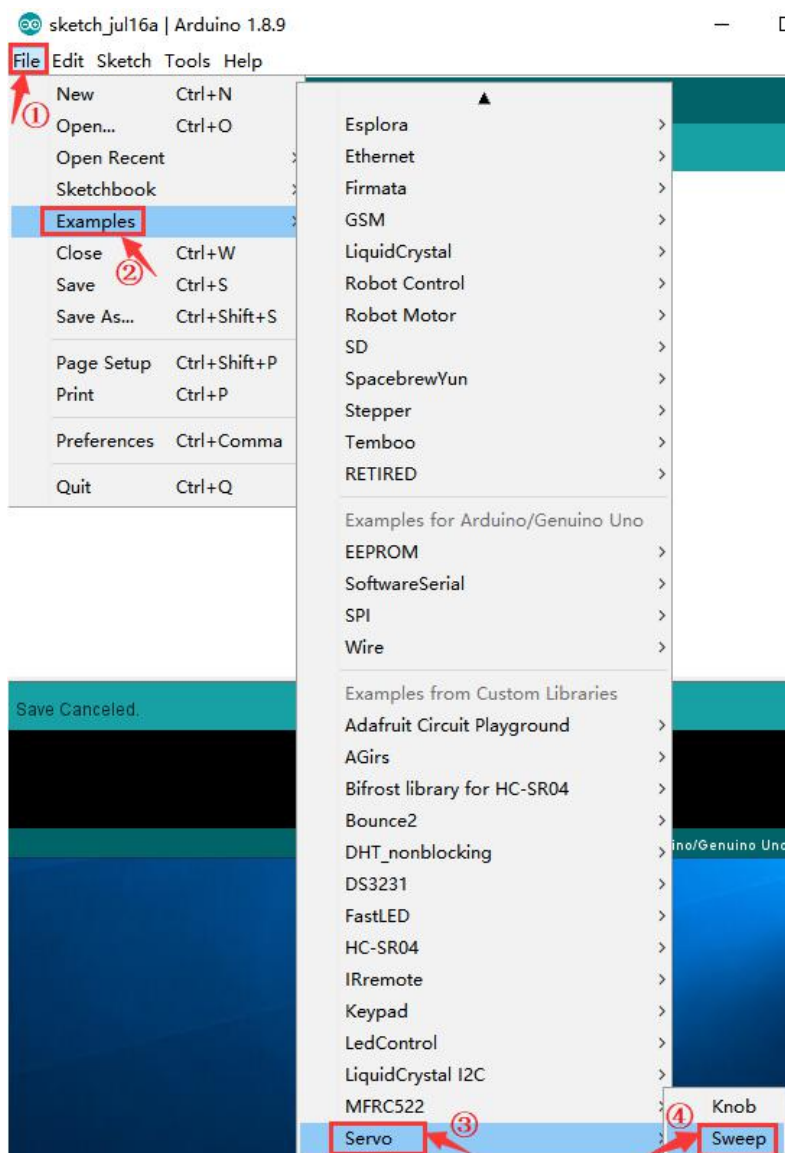 sketch_jul16a | Arduino 1.8.9
File Edit Sketch Tools Help
①
New Ctrl+N
Open... Ctrl+O
Open Recent
Sketchbook
Examples
②
Close Ctrl+W
Save Ctrl+S
Save As... Ctrl+Shift+S
Page Setup Ctrl+Shift+P
Print Ctrl+P
Preferences Ctrl+Comma
Quit Ctrl+Q
Esplora
Ethernet
Firmata
GSM
LiquidCrystal
Robot Control
Robot Motor
SD
SpacebrewYun
Stepper
Temboo
RETIRED
Examples for Arduino/Genuino Uno
EEPROM
SoftwareSerial
SPI
Wire
Examples from Custom Libraries
Adafruit Circuit Playground
AGirs
Bifrost library for HC-SR04
Bounce2
DHT_nonblocking
DS3231
FastLED
HC-SR04
IRremote
Keypad
LedControl
LiquidCrystal I2C
MFRC522
Servo
③
④
Knob
Sweep
Save Canceled.
ino/Genuino Uno